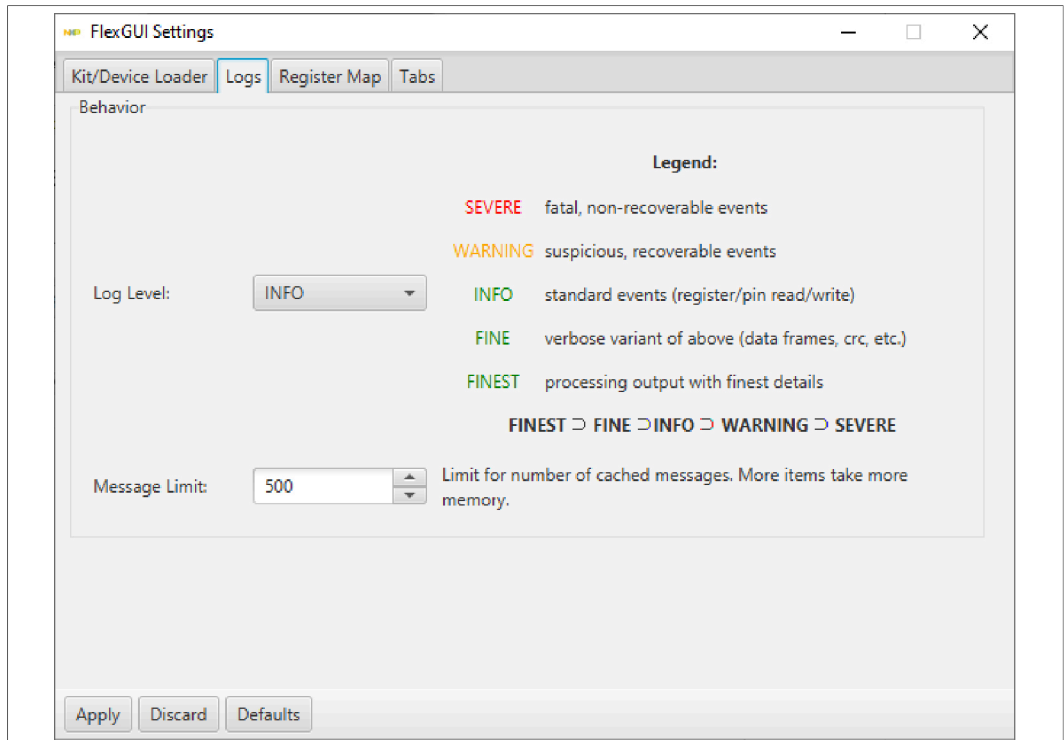 NXP FlexGUI Settings
Kit/Device Loader Logs Register Map Tabs
Behavior
Legend:
SEVERE fatal, non-recoverable events
WARNING suspicious, recoverable events
Log Level: INFO INFO standard events (register/pin read/write)
FINE verbose variant of above (data frames, crc, etc.)
FINEST processing output with finest details
FINEST ⊃ FINE ⊃INFO ⊃ WARNING ⊃ SEVERE
Message Limit: 500 Limit for number of cached messages. More items take more
memory.
Apply Discard Defaults